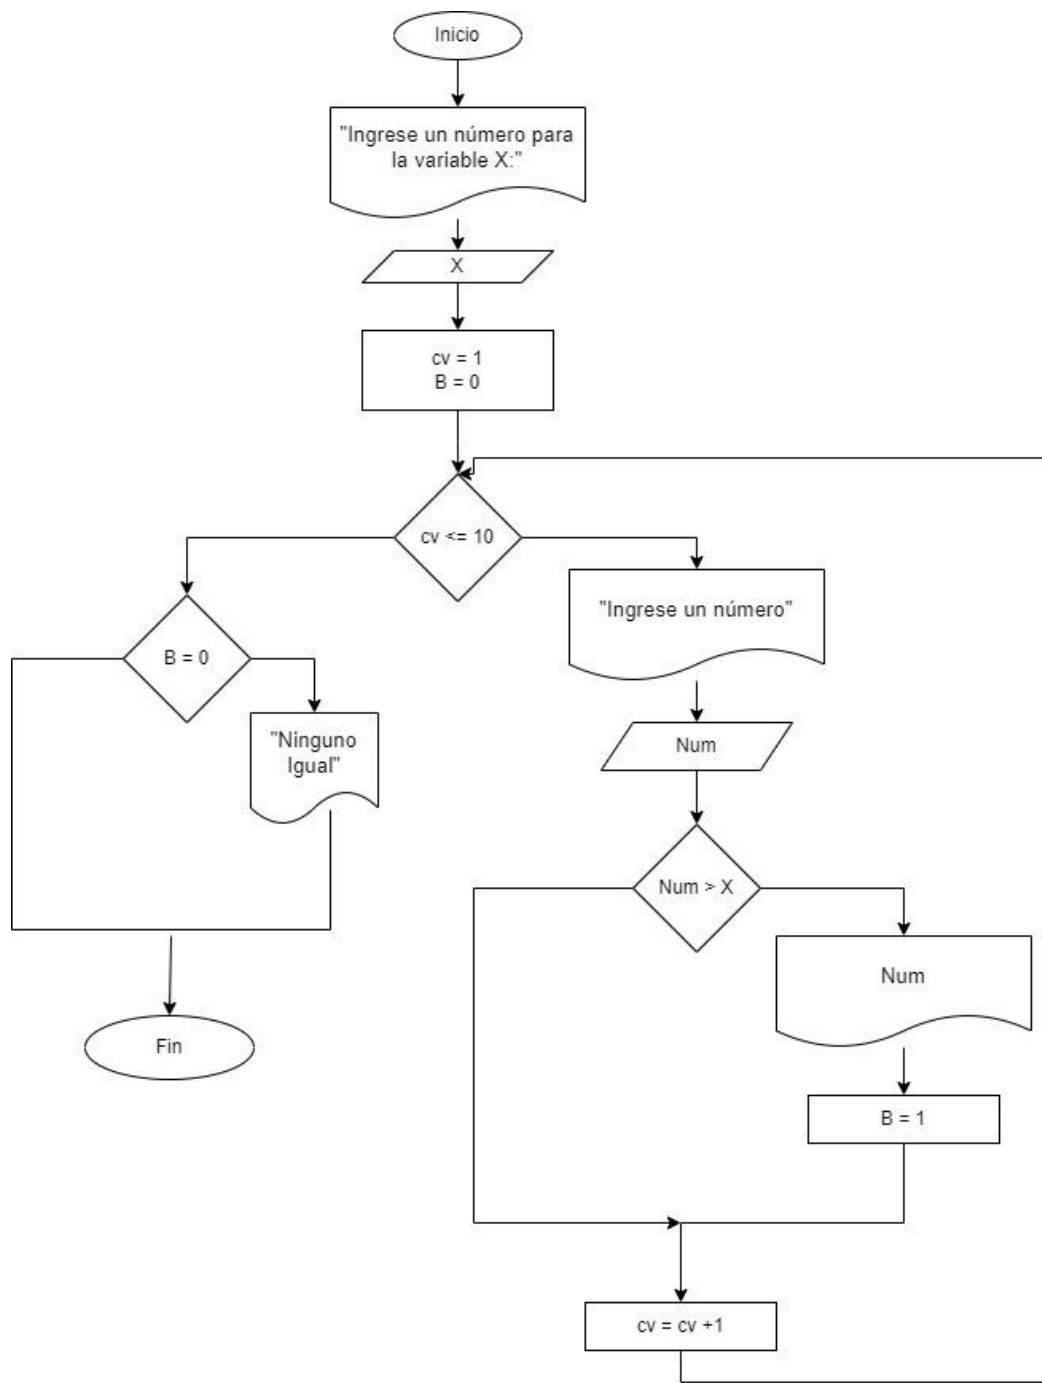 Inicio
"Ingrese un número para
la variable X:"
X
cv = 1
B = 0
cv <= 10
"Ingrese un número"
B = 0
"Ninguno
Igual"
Num
Num > X
Num
Fin
B = 1
cv = cv +1